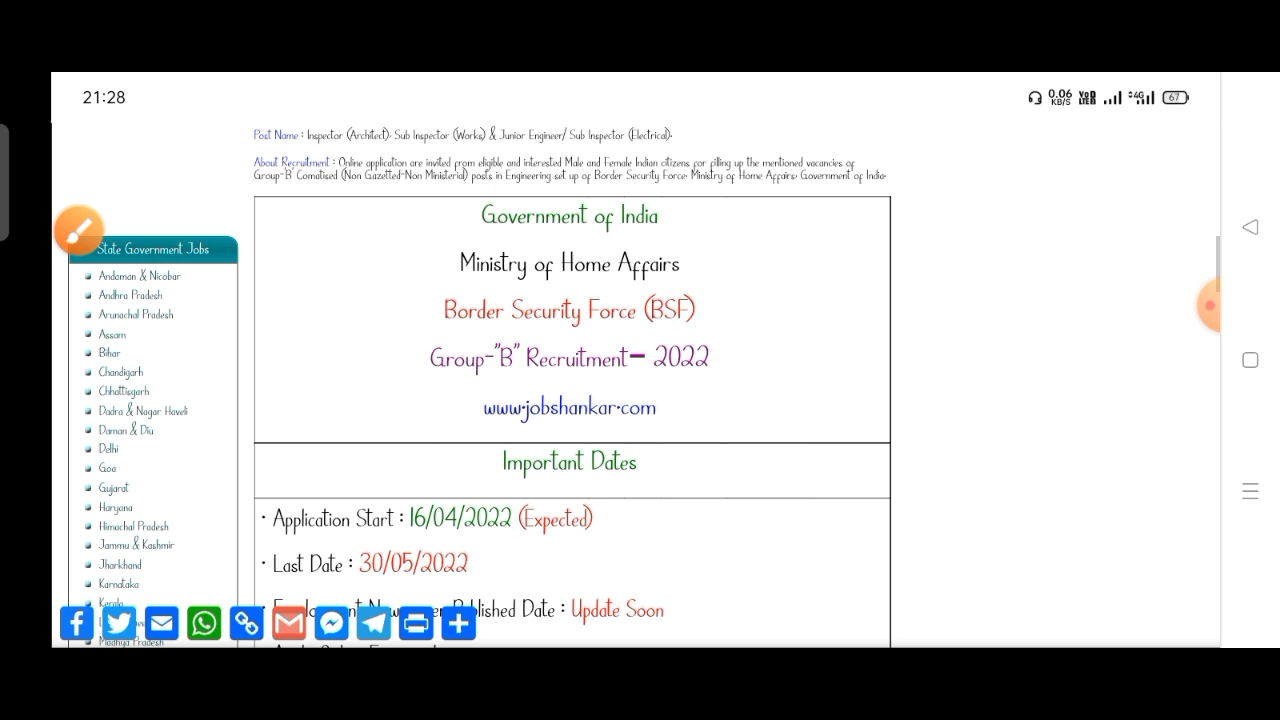 21:28
0.06
KB/S
4G
67
Post Name : Inspector (Architect), Sub Inspector (Works) & Junior Engineer/ Sub Inspector (Electrical).
About Recruitment : Online application are invited from eligible and interested Male and Female Indian citizens for filling up the mentioned vacancies of
Group-'B' Comatised (Non Gazetted-Non Ministerial) posts in Engineering set up of Border Security Force, Ministry of Home Affairs, Government of India.
Government of India
Ministry of Home Affairs
Border Security Force (BSF)
Group-"B" Recruitment– 2022
www.jobshankar.com
Important Dates
· Application Start : 16/04/2022 (Expected)
· Last Date : 30/05/2022
Published Date : Update Soon
State Government Jobs
Andaman & Nicobar
Andhra Pradesh
Arunachal Pradesh
Assam
Bihar
Chandigarh
Chhattisgarh
Dadra & Nagar Haveli
Daman & Diu
Delhi
Goa
Gujarat
Haryana
Himachal Pradesh
Jammu & Kashmir
Jharkhand
Karnataka
Kerala
Madhya Pradesh